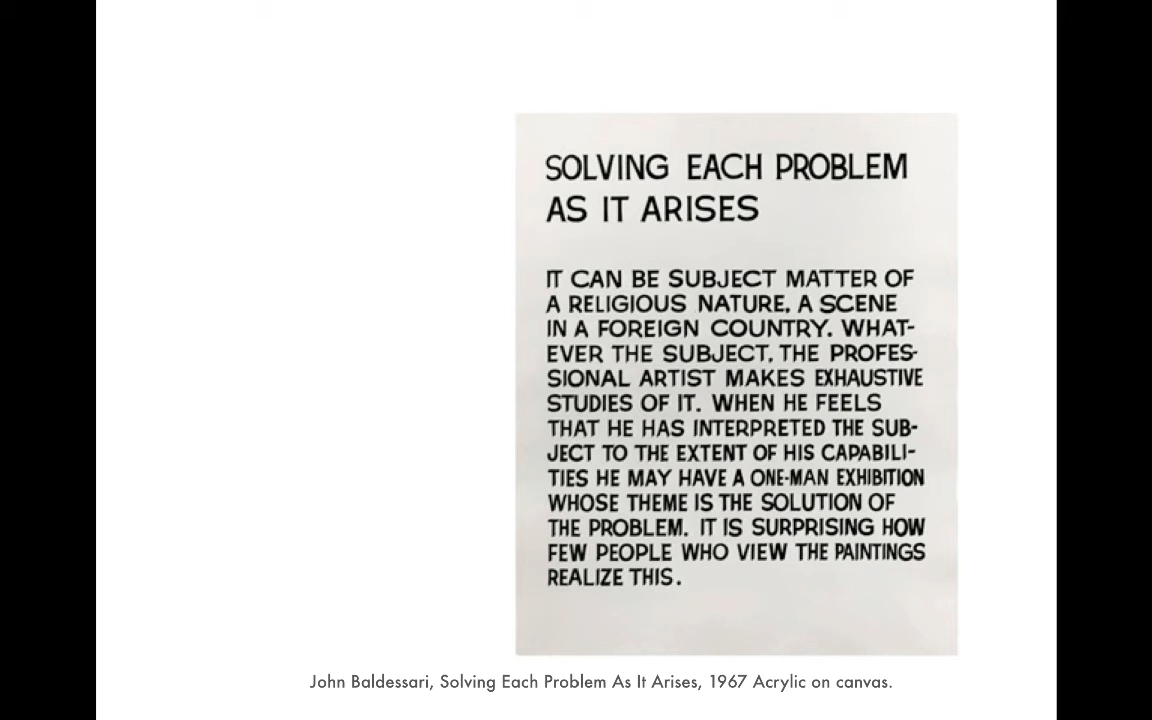 SOLVING EACH PROBLEM
AS IT ARISES
IT CAN BE SUBJECT MATTER OF
A RELIGIOUS NATURE, A SCENE
IN A FOREIGN COUNTRY. WHAT-
EVER THE SUBJECT, THE PROFES-
SIONAL ARTIST MAKES EXHAUSTIVE
STUDIES OF IT. WHEN HE FEELS
THAT HE HAS INTERPRETED THE SUB-
JECT TO THE EXTENT OF HIS CAPABILI-
TIES HE MAY HAVE A ONE-MAN EXHIBITION
WHOSE THEME IS THE SOLUTION OF
THE PROBLEM. IT IS SURPRISING HOW
FEW PEOPLE WHO VIEW THE PAINTINGS
REALIZE THIS.
John Baldessari, Solving Each Problem As It Arises, 1967 Acrylic on canvas.